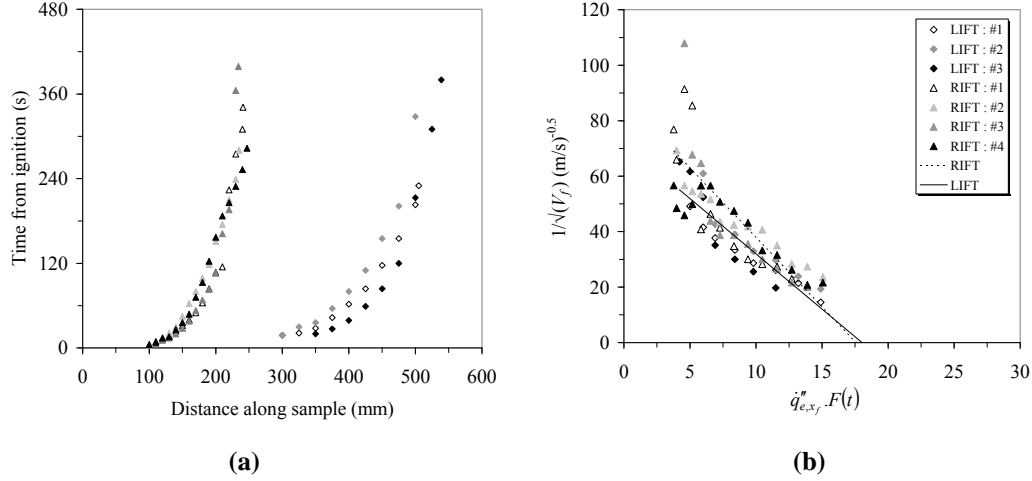 480
360
240
120
0
Time from ignition (s)
0 100 200 300 400 500 600
Distance along sample (mm)
(a)
120
100
80
60
40
20
0
1/√(V_f) (m/s)^-0.5
LIFT : #1
LIFT : #2
LIFT : #3
RIFT : #1
RIFT : #2
RIFT : #3
RIFT : #4
RIFT
LIFT
0 5 10 15 20 25 30
q̇″_{e,x_f}.F(t)
(b)